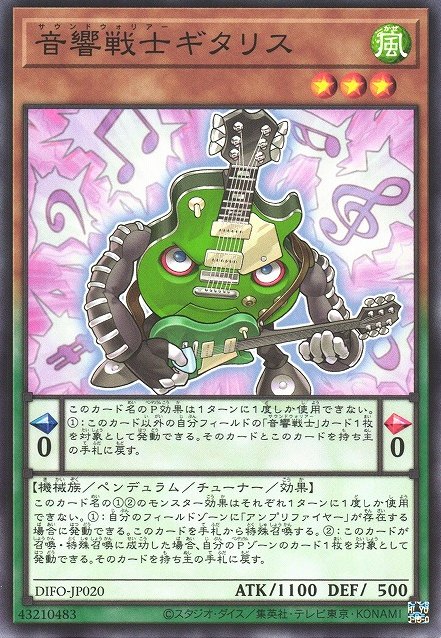 サウンドウォリアー
音響戦士ギタリス
かぜ
風
このカード名のP効果は1ターンに1度しか使用できない。
①:このカード以外の自分フィールドの「音響戦士」カード1枚
を対象として発動できる。そのカードとこのカードを持ち主
の手札に戻す。
0
0
【機械族/ペンデュラム/チューナー/効果】
このカード名の①②のモンスター効果はそれぞれ1ターンに1度しか使用
できない。①:自分のフィールドゾーンに「アンプリファイヤー」が存在する
場合に発動できる。このカードを手札から特殊召喚する。②:このカードが
召喚・特殊召喚に成功した場合、自分のPゾーンのカード1枚を対象として
発動できる。そのカードを持ち主の手札に戻す。
DIFO-JP020
ATK/1100 DEF/ 500
43210483
©スタジオ・ダイス/集英社・テレビ東京・KONAMI